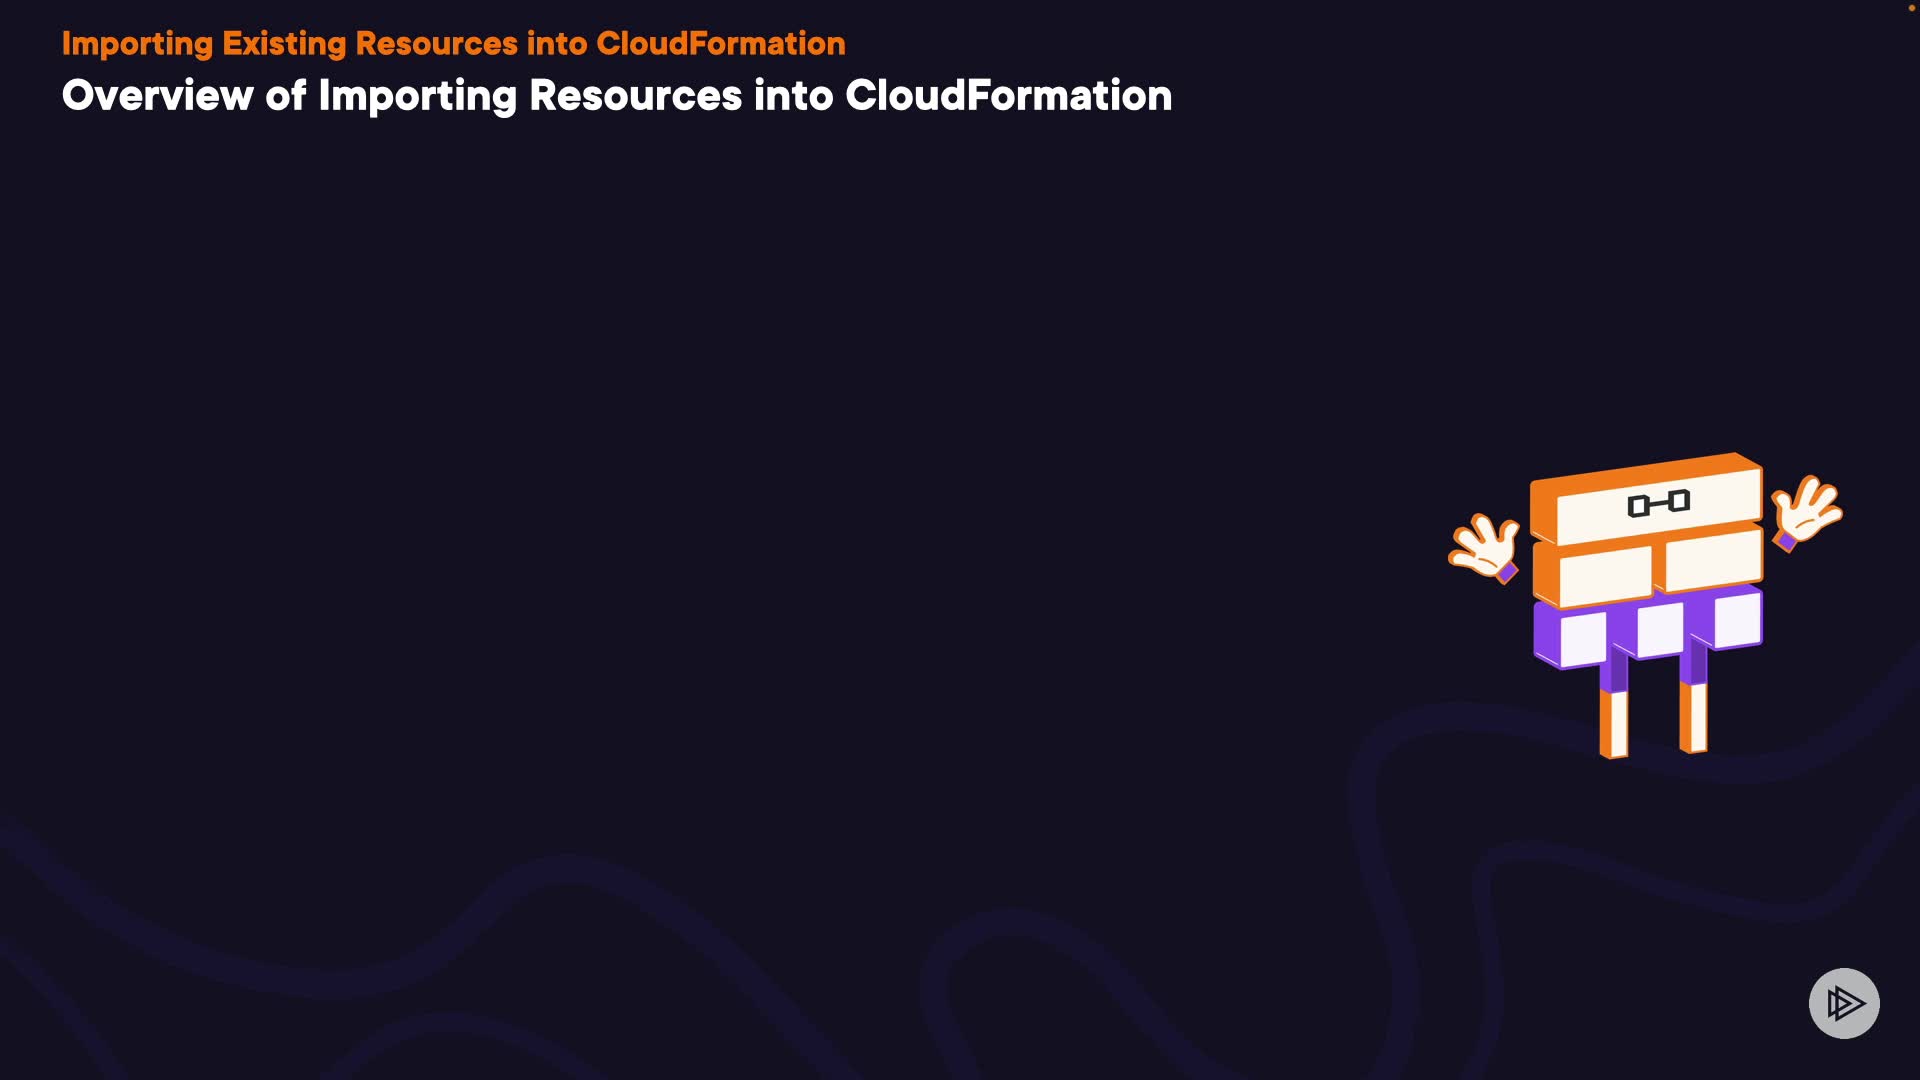 Importing Existing Resources into CloudFormation
Overview of Importing Resources into CloudFormation